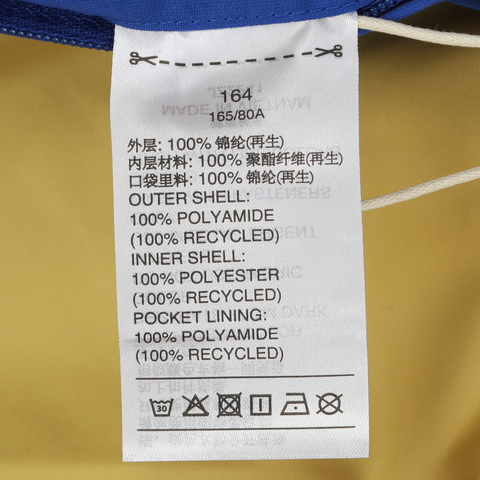 164
165/80A
外层: 100% 锦纶(再生)
内层材料: 100% 聚酯纤维(再生)
口袋里料: 100% 锦纶(再生)
OUTER SHELL:
100% POLYAMIDE
(100% RECYCLED)
INNER SHELL:
100% POLYESTER
(100% RECYCLED)
POCKET LINING:
100% POLYAMIDE
(100% RECYCLED)
30